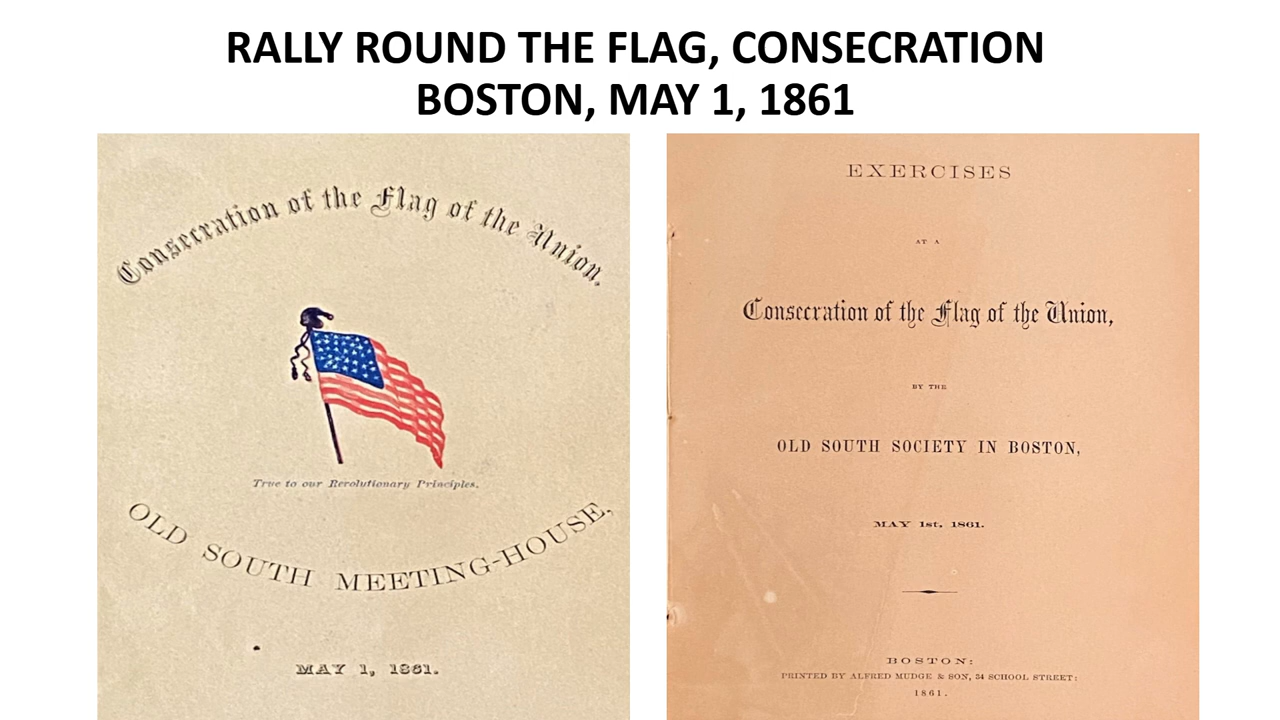 RALLY ROUND THE FLAG, CONSECRATION
BOSTON, MAY 1, 1861
Consecration of the Flag of the Union.
True to our Revolutionary Principles.
OLD SOUTH MEETING-HOUSE,
MAY 1, 1861.
EXERCISES
AT A
Consecration of the Flag of the Union,
BY THE
OLD SOUTH SOCIETY IN BOSTON,
MAY 1st, 1861.
BOSTON:
PRINTED BY ALFRED MUDGE & SON, 34 SCHOOL STREET:
1861.